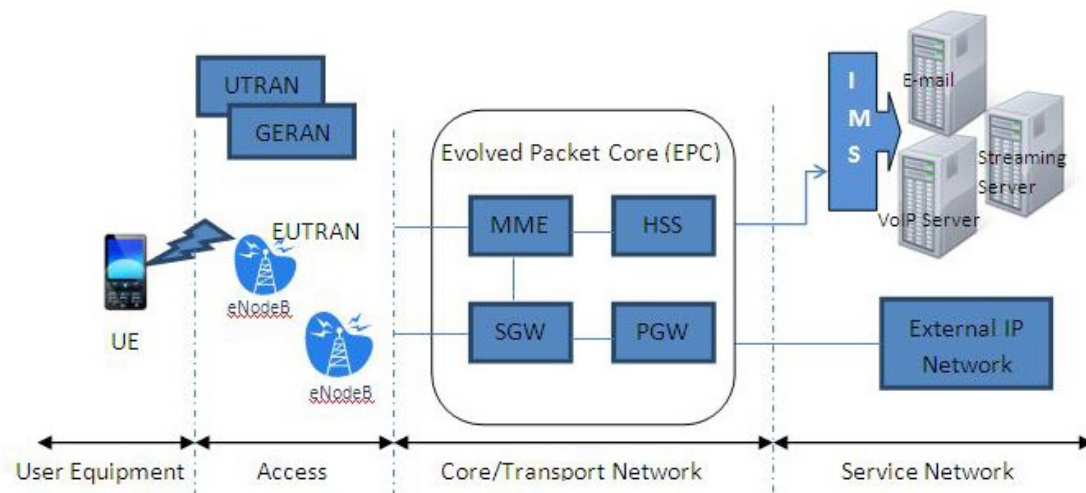 UTRAN
GERAN
EUTRAN
eNodeB
eNodeB
UE
Evolved Packet Core (EPC)
MME
HSS
SGW
PGW
I
M
S
E-mail
Streaming
Server
VoIP Server
External IP
Network
User Equipment
Access
Core/Transport Network
Service Network